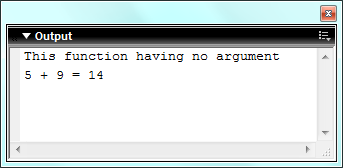 Output
This function having no argument
5 + 9 = 14